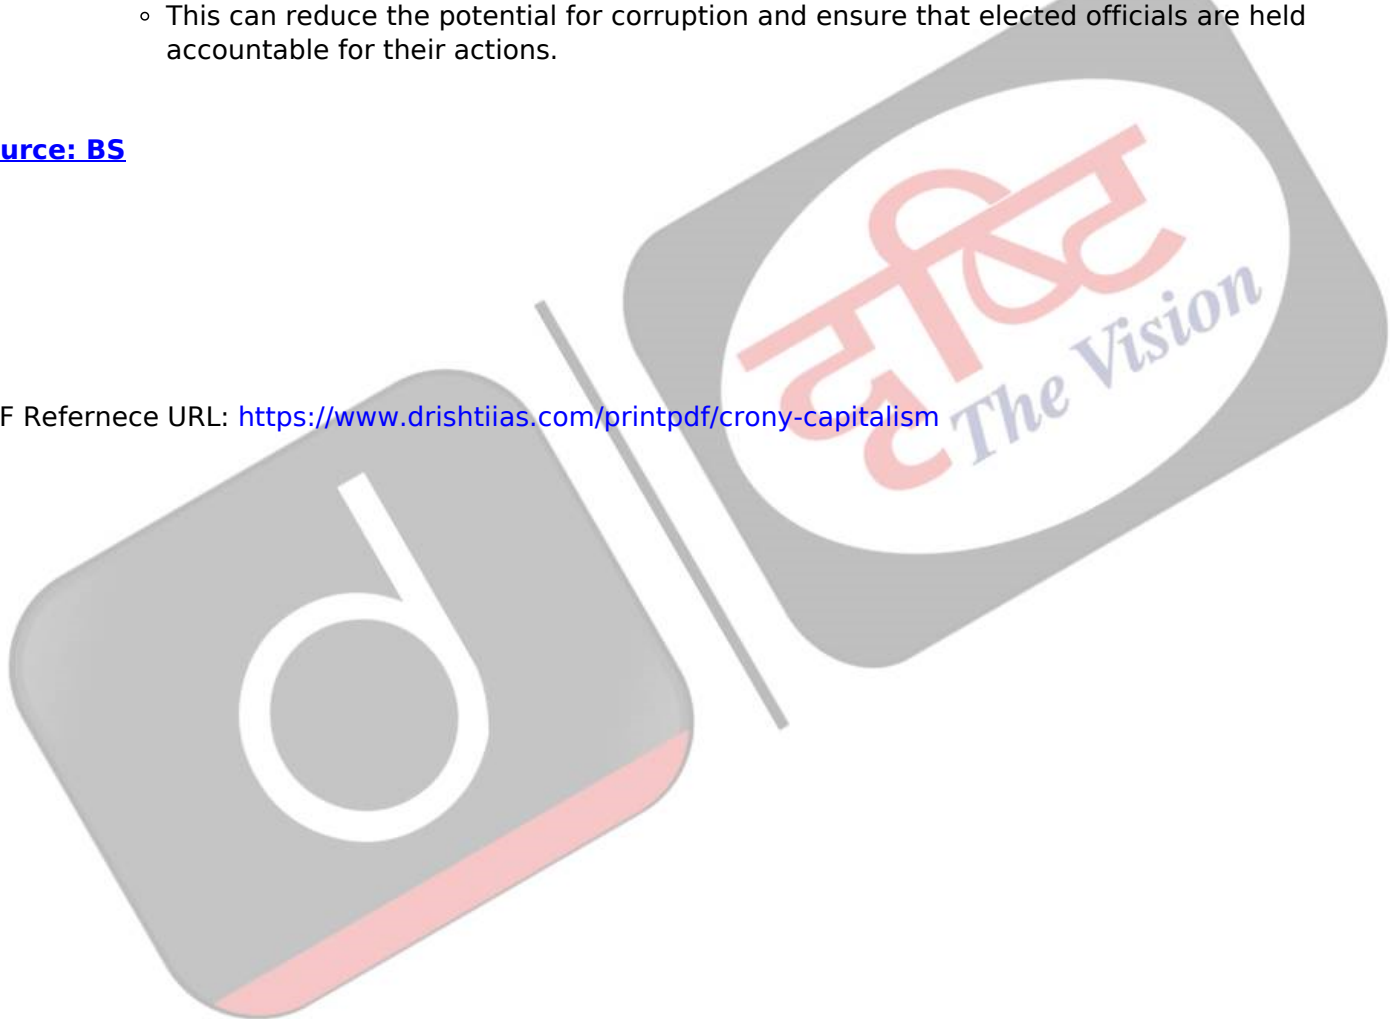 ◦ This can reduce the potential for corruption and ensure that elected officials are held
accountable for their actions.
urce: BS
F Refernece URL: https://www.drishtiias.com/printpdf/crony-capitalism
दृष्टि
The Vision
d